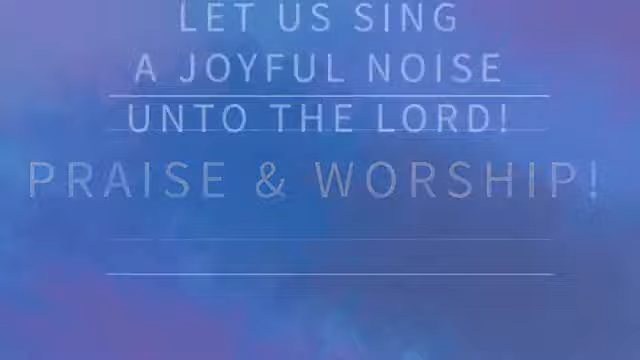 LET US SING
A JOYFUL NOISE
UNTO THE LORD!
PRAISE & WORSHIP!